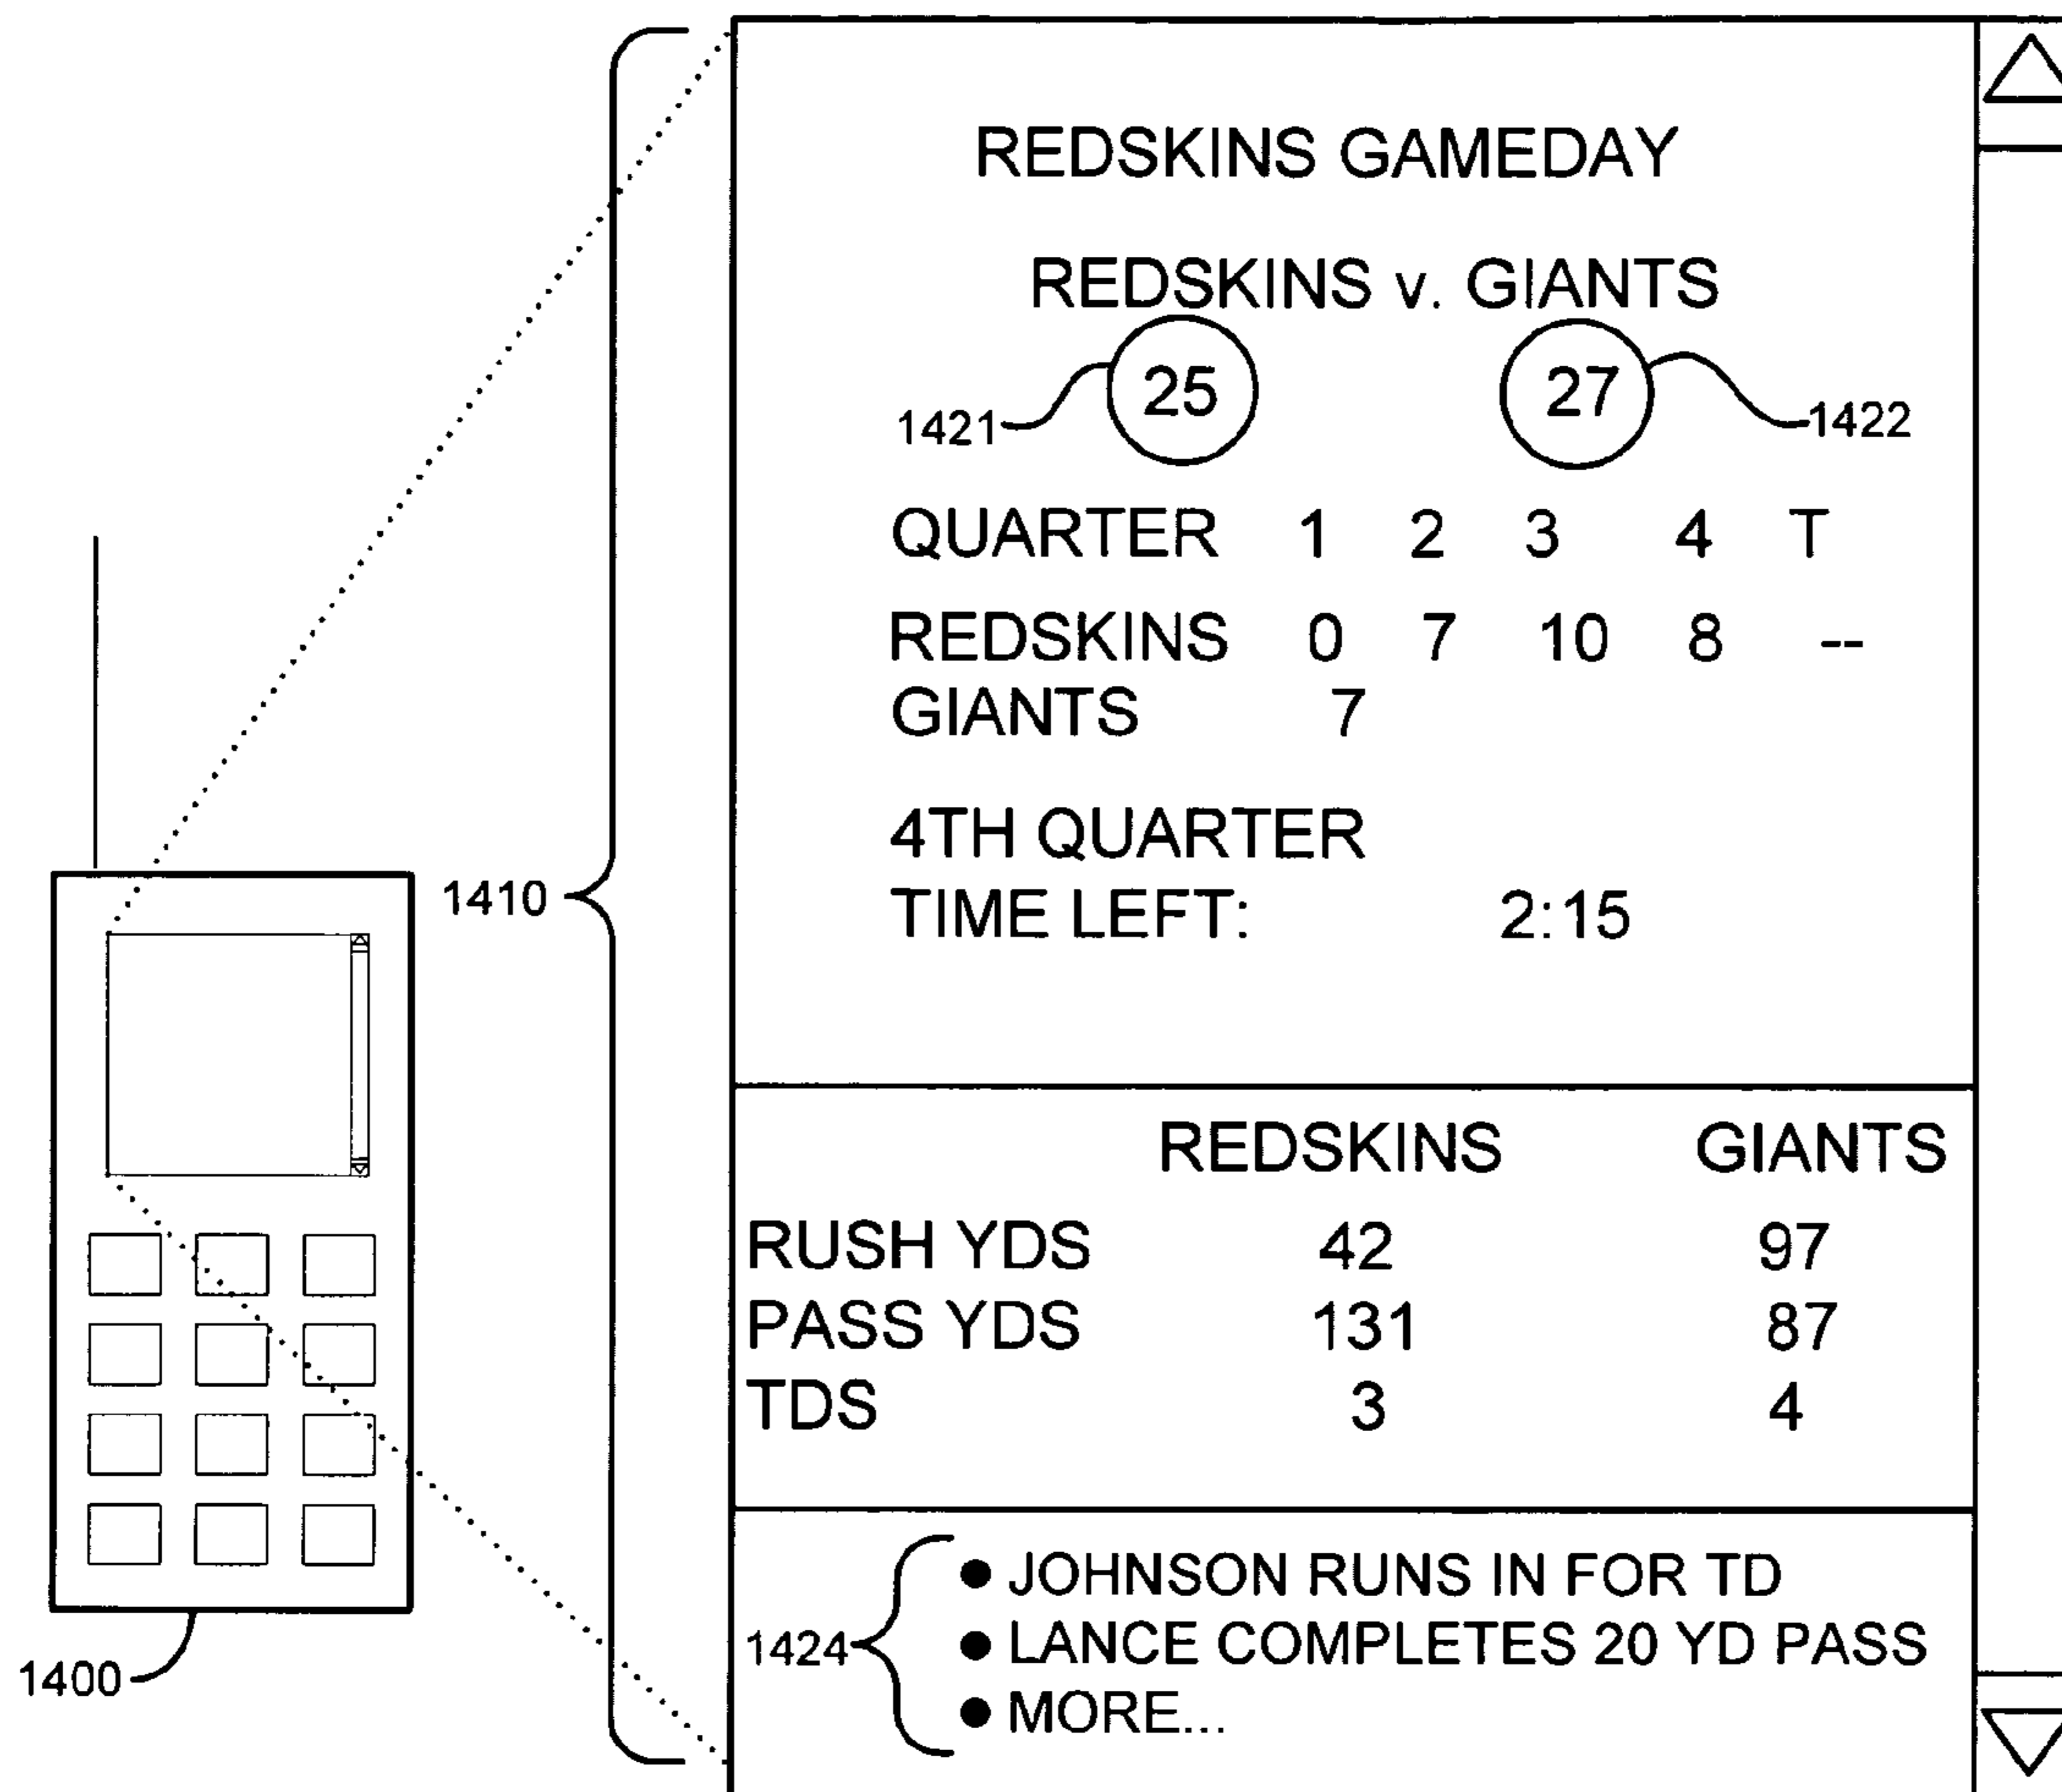 REDSKINS GAMEDAY
REDSKINS v. GIANTS
25 27
1421 1422
QUARTER 1 2 3 4 T
REDSKINS 0 7 10 8 --
GIANTS 7
4TH QUARTER
1410
TIME LEFT: 2:15
REDSKINS GIANTS
RUSH YDS 42 97
PASS YDS 131 87
TDS 3 4
● JOHNSON RUNS IN FOR TD
1424 ● LANCE COMPLETES 20 YD PASS
● MORE...
1400